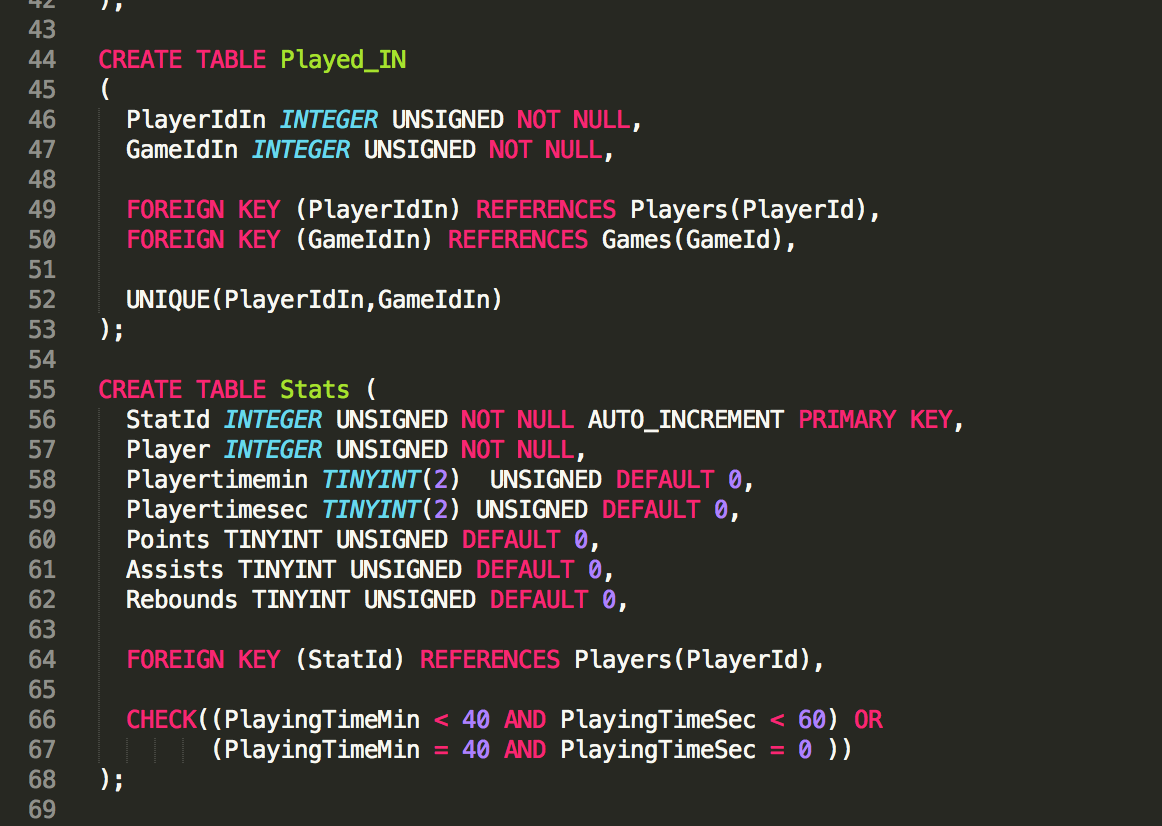 42 );
43
44 CREATE TABLE Played_IN
45 (
46 PlayerIdIn INTEGER UNSIGNED NOT NULL,
47 GameIdIn INTEGER UNSIGNED NOT NULL,
48
49 FOREIGN KEY (PlayerIdIn) REFERENCES Players(PlayerId),
50 FOREIGN KEY (GameIdIn) REFERENCES Games(GameId),
51
52 UNIQUE(PlayerIdIn,GameIdIn)
53 );
54
55 CREATE TABLE Stats (
56 StatId INTEGER UNSIGNED NOT NULL AUTO_INCREMENT PRIMARY KEY,
57 Player INTEGER UNSIGNED NOT NULL,
58 Playertimemin TINYINT(2)  UNSIGNED DEFAULT 0,
59 Playertimesec TINYINT(2) UNSIGNED DEFAULT 0,
60 Points TINYINT UNSIGNED DEFAULT 0,
61 Assists TINYINT UNSIGNED DEFAULT 0,
62 Rebounds TINYINT UNSIGNED DEFAULT 0,
63
64 FOREIGN KEY (StatId) REFERENCES Players(PlayerId),
65
66 CHECK((PlayingTimeMin < 40 AND PlayingTimeSec < 60) OR
67 (PlayingTimeMin = 40 AND PlayingTimeSec = 0 ))
68 );
69